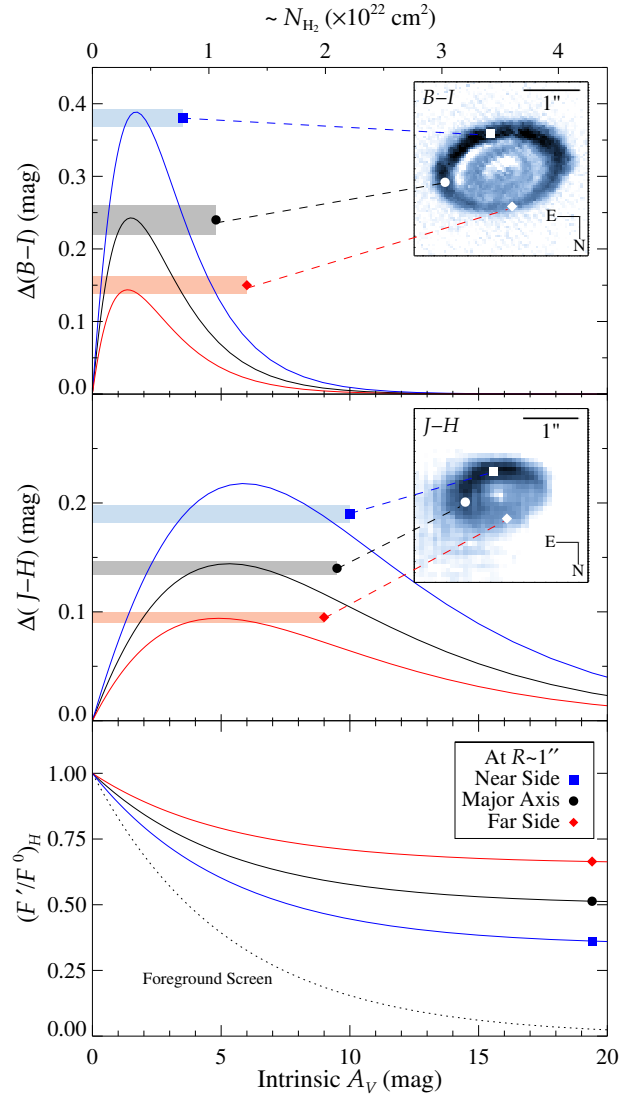 ~ N_H₂ (×10²² cm²)
0 1 2 3 4
0.4
0.3
0.2
0.1
0.0
Δ(B−I) (mag)
B−I
1"
E
N
0.2
0.1
0.0
Δ( J−H) (mag)
J−H
1"
E
N
1.00
0.75
0.50
0.25
0.00
(F′/F⁰)_H
At R~1″
Near Side
Major Axis
Far Side
Foreground Screen
0 5 10 15 20
Intrinsic A_V (mag)